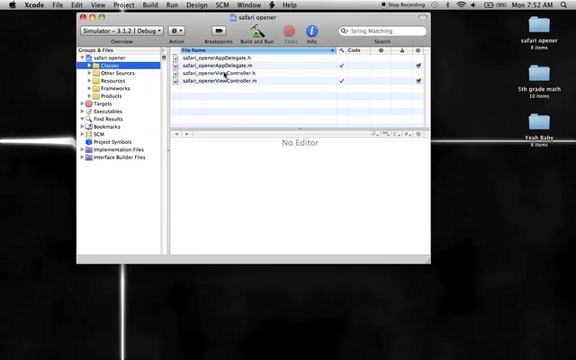 Xcode File Edit View Project Build Run Design SCM Window Help Stop Recording Mon 7:52 AM
safari opener
Simulator - 3.1.2 | Debug
String Matching
Overview Action Breakpoints Build and Run Tasks Info Search
Groups & Files
File Name
Code
safari opener
Classes
Other Sources
Resources
Frameworks
Products
Targets
Executables
Find Results
Bookmarks
SCM
Project Symbols
Implementation Files
Interface Builder Files
safari_openerAppDelegate.h
safari_openerAppDelegate.m
safari_openerViewController.h
safari_openerViewController.m
No Editor
safari opener
8 items
5th grade math
10 items
Yeah Baby
8 items